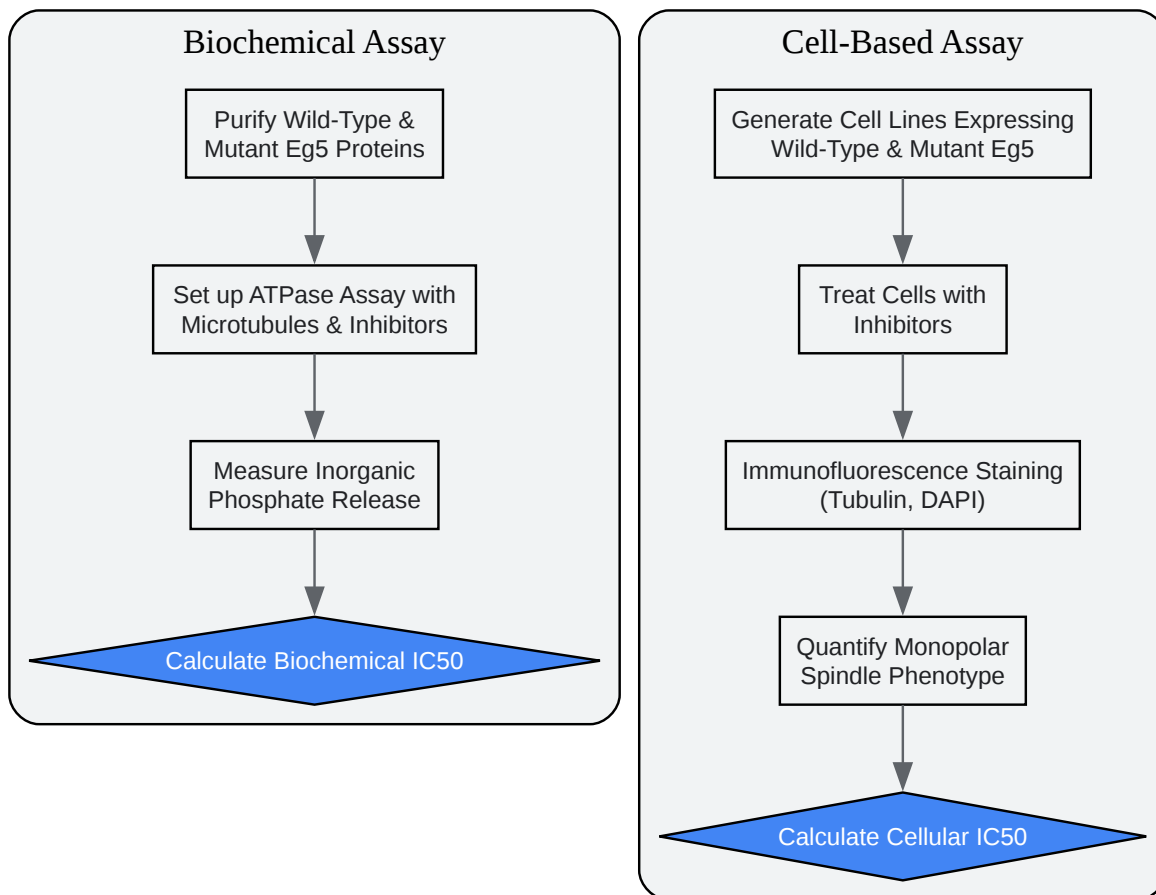 Biochemical Assay
Purify Wild-Type &
Mutant Eg5 Proteins
Set up ATPase Assay with
Microtubules & Inhibitors
Measure Inorganic
Phosphate Release
Calculate Biochemical IC50
Cell-Based Assay
Generate Cell Lines Expressing
Wild-Type & Mutant Eg5
Treat Cells with
Inhibitors
Immunofluorescence Staining
(Tubulin, DAPI)
Quantify Monopolar
Spindle Phenotype
Calculate Cellular IC50